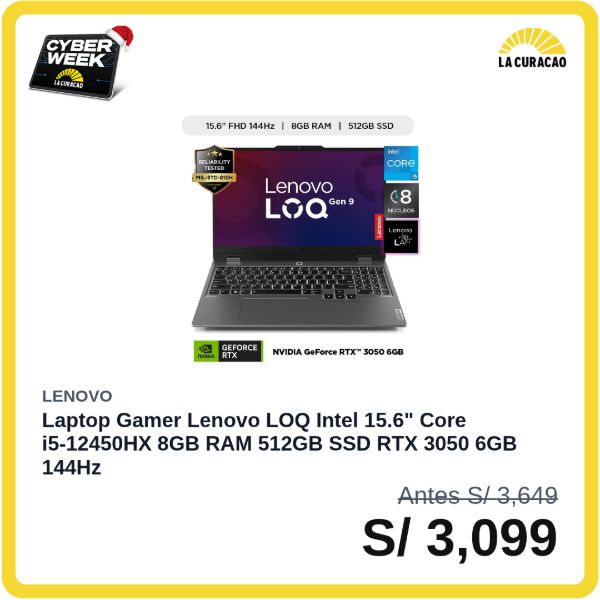 CYBER
WEEK
LA CURACAO
LA CURACAO
15.6" FHD 144Hz | 8GB RAM | 512GB SSD
RELIABILITY
TESTED
MIL-STD-810H
Lenovo
LOQ Gen 9
intel
CORE
i5
8
NÚCLEOS
Lenovo
Lenovo
NVIDIA
GEFORCE
RTX
NVIDIA GeForce RTX™ 3050 6GB
LENOVO
Laptop Gamer Lenovo LOQ Intel 15.6" Core
i5-12450HX 8GB RAM 512GB SSD RTX 3050 6GB
144Hz
Antes S/ 3,649
S/ 3,099